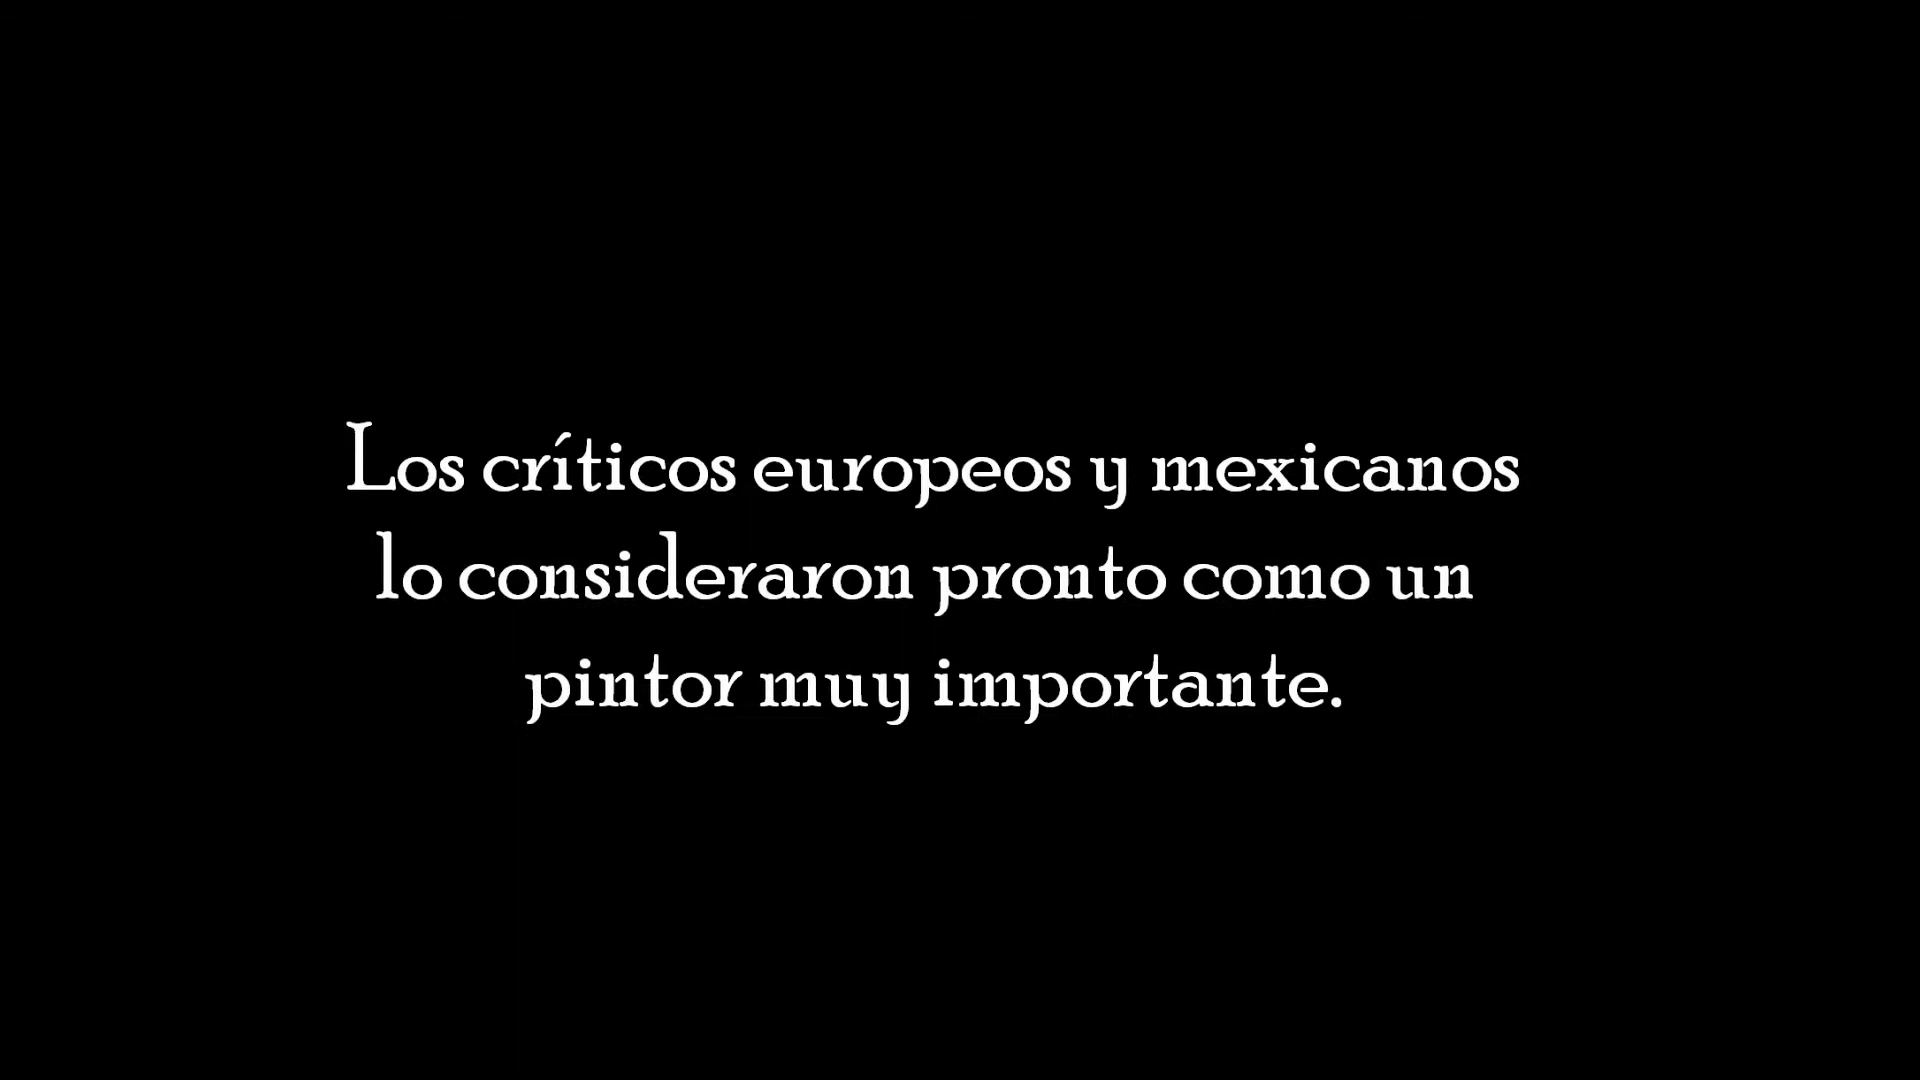 Los críticos europeos y mexicanos
lo consideraron pronto como un
pintor muy importante.